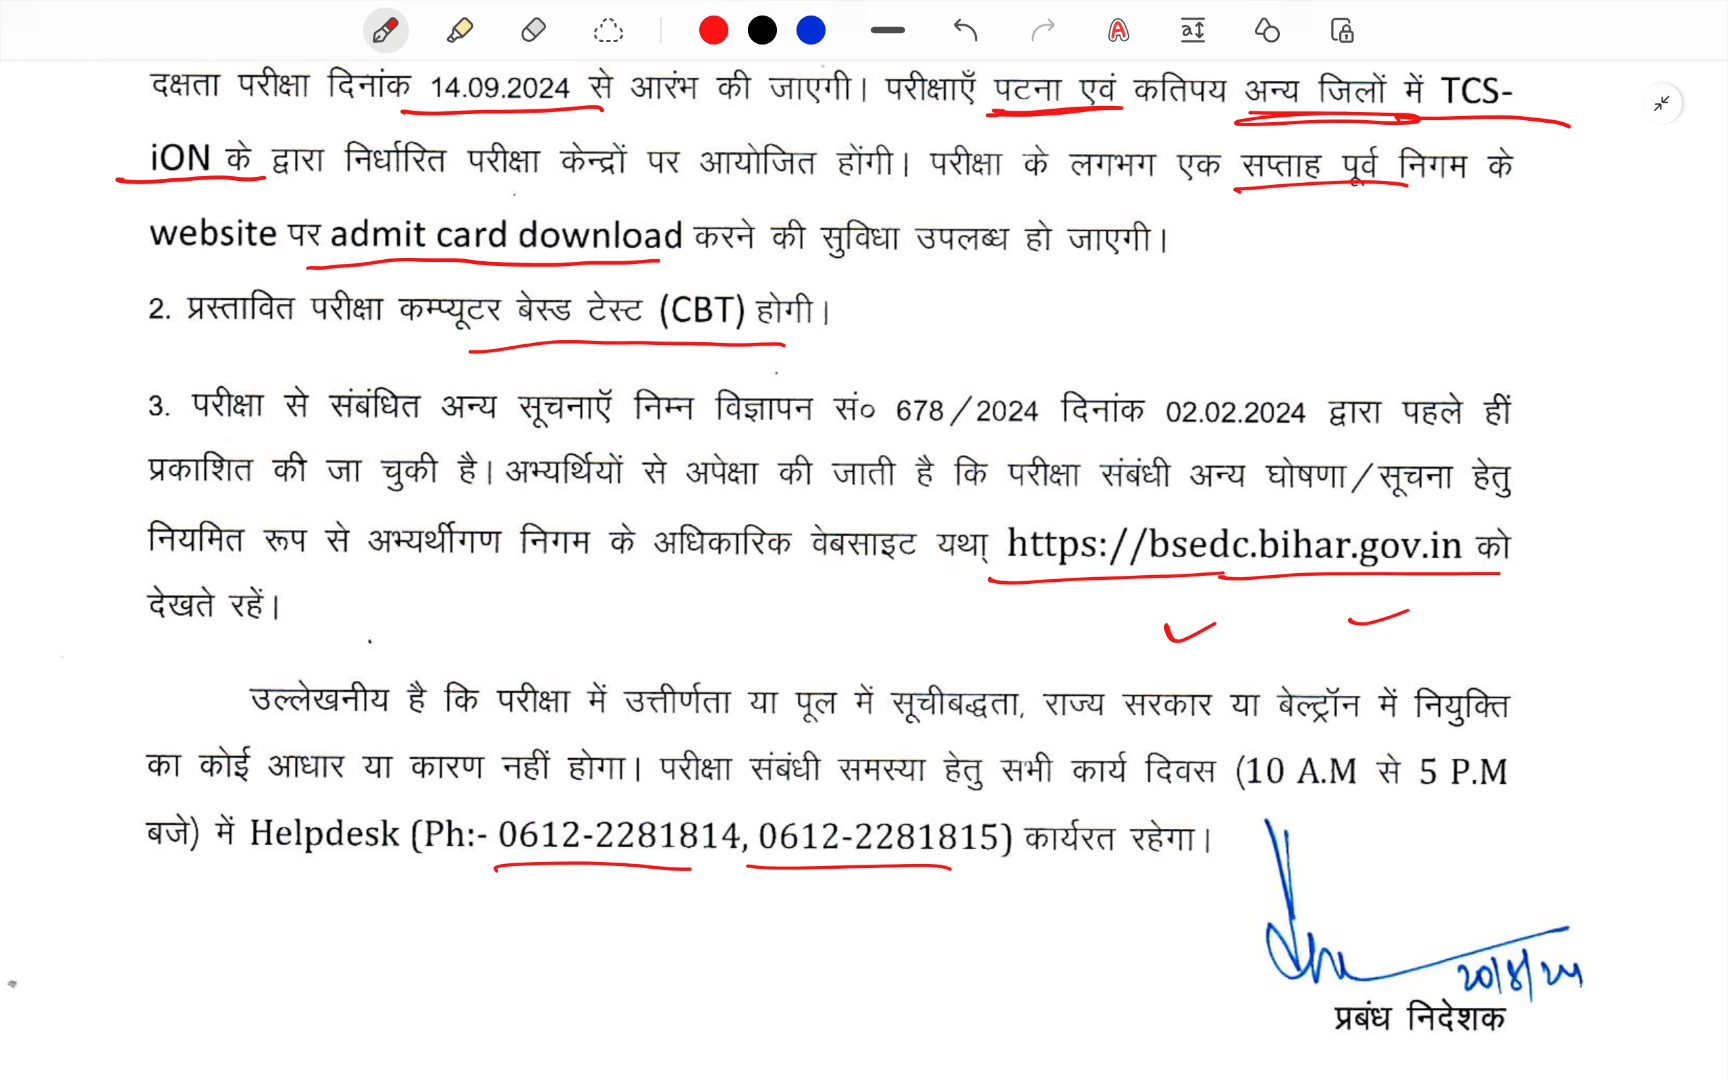 दक्षता परीक्षा दिनांक 14.09.2024 से आरंभ की जाएगी। परीक्षाएँ पटना एवं कतिपय अन्य जिलों में TCS-
iON के द्वारा निर्धारित परीक्षा केन्द्रों पर आयोजित होंगी। परीक्षा के लगभग एक सप्ताह पूर्व निगम के
website पर admit card download करने की सुविधा उपलब्ध हो जाएगी।
2. प्रस्तावित परीक्षा कम्प्यूटर बेस्ड टेस्ट (CBT) होगी।
3. परीक्षा से संबंधित अन्य सूचनाएँ निम्न विज्ञापन सं० 678/2024 दिनांक 02.02.2024 द्वारा पहले हीं
प्रकाशित की जा चुकी है। अभ्यर्थियों से अपेक्षा की जाती है कि परीक्षा संबंधी अन्य घोषणा/सूचना हेतु
नियमित रूप से अभ्यर्थीगण निगम के अधिकारिक वेबसाइट यथा् https://bsedc.bihar.gov.in को
देखते रहें।
उल्लेखनीय है कि परीक्षा में उत्तीर्णता या पूल में सूचीबद्धता, राज्य सरकार या बेल्ट्रॉन में नियुक्ति
का कोई आधार या कारण नहीं होगा। परीक्षा संबंधी समस्या हेतु सभी कार्य दिवस (10 A.M से 5 P.M
बजे) में Helpdesk (Ph:- 0612-2281814, 0612-2281815) कार्यरत रहेगा।
20/8/24
प्रबंध निदेशक